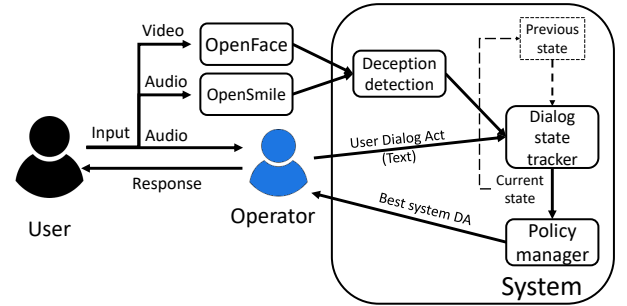 Video
OpenFace
Previous
state
Deception
detection
Audio
OpenSmile
Input
Audio
User Dialog Act
(Text)
Dialog
state
tracker
Response
Current
state
User
Operator
Best system DA
Policy
manager
System